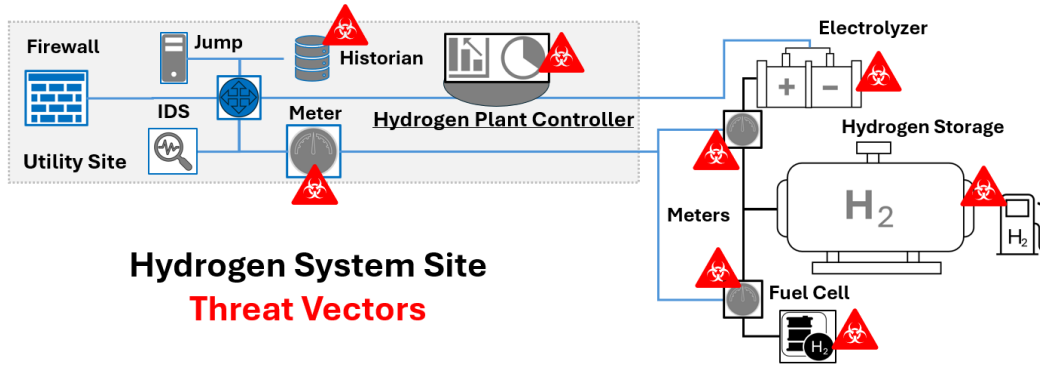 Electrolyzer
Firewall
Jump
Historian
+ −
IDS
Meter
Hydrogen Plant Controller
Hydrogen Storage
Utility Site
H2
H2
Meters
Hydrogen System Site
Threat Vectors
Fuel Cell
H2